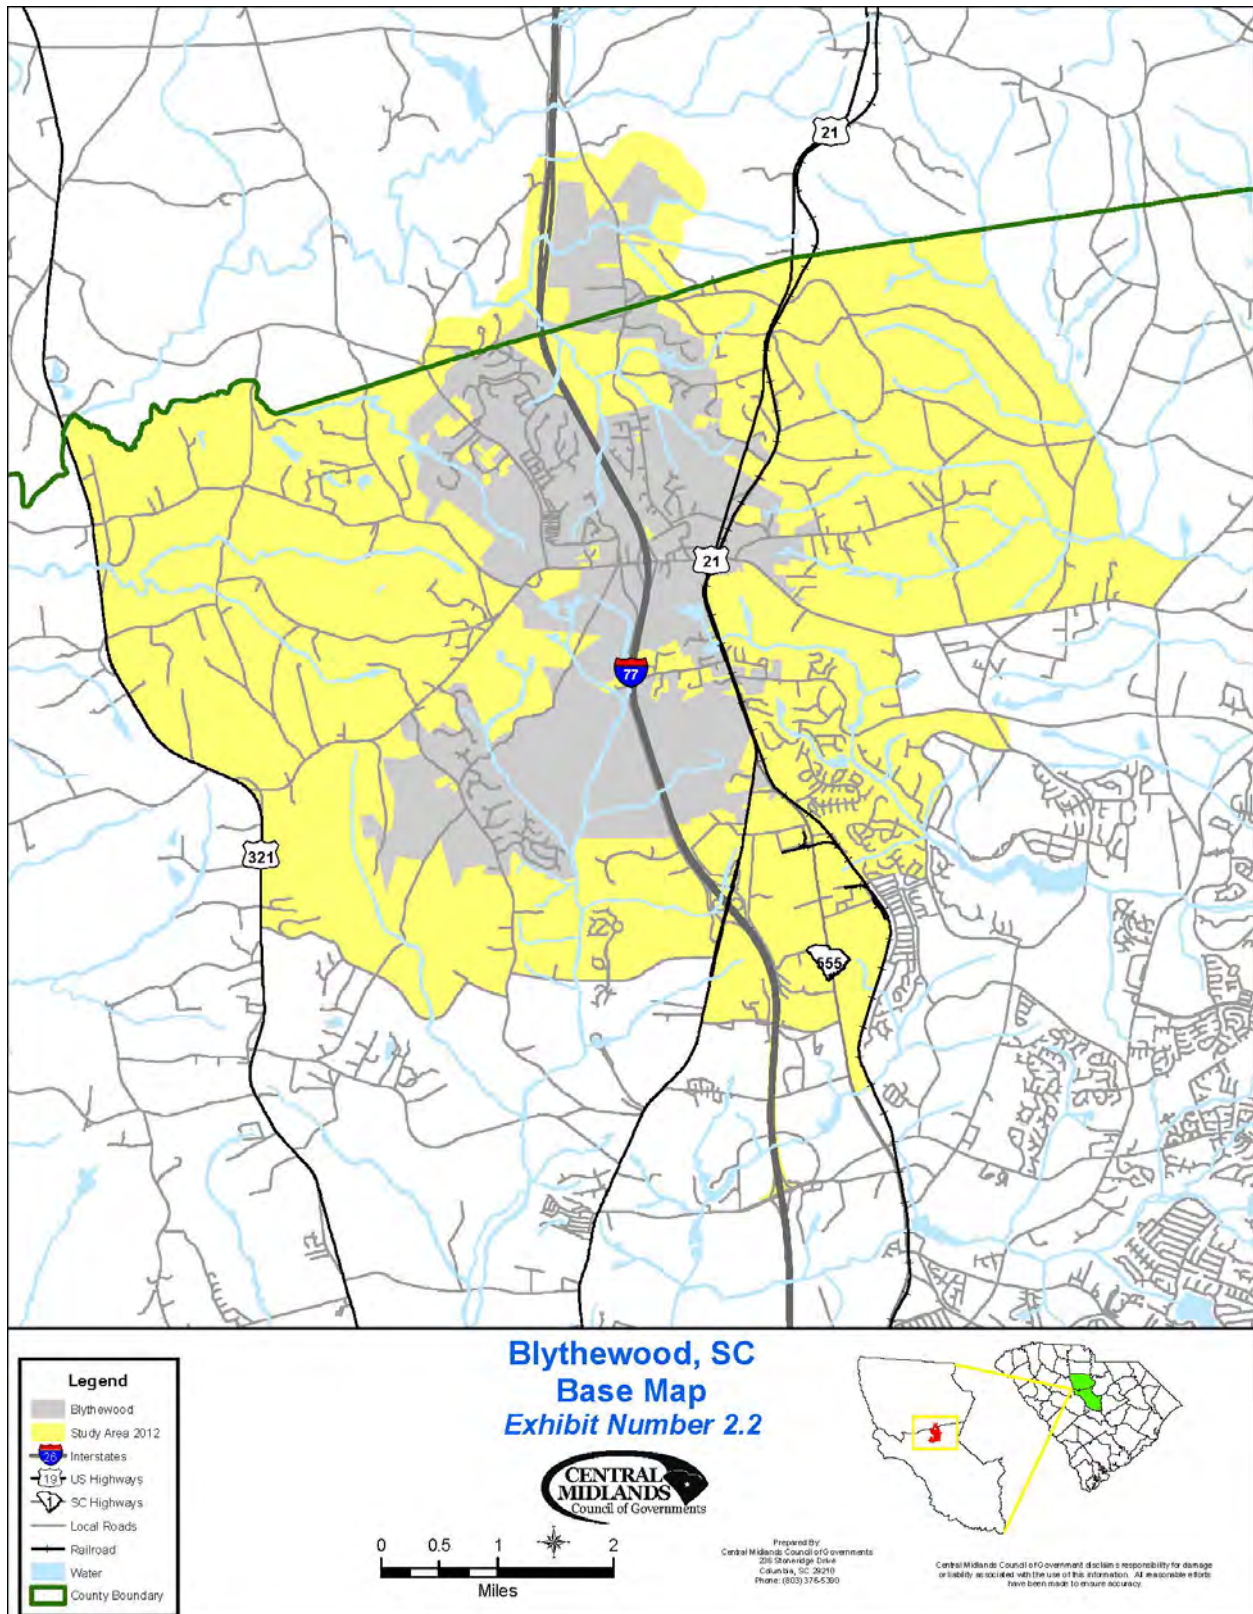 21
21
77
321
555
Legend
Blythewood
Study Area 2012
26 Interstates
19 US Highways
1 SC Highways
Local Roads
Railroad
Water
County Boundary
Blythewood, SC
Base Map
Exhibit Number 2.2
CENTRAL
MIDLANDS
Council of Governments
0 0.5 1 2
Miles
Prepared By:
Central Midlands Council of Governments
236 Stoneridge Drive
Columbia, SC 29210
Phone: (803) 376-5390
Central Midlands Council of Government disclaims responsibility for damage
or liability associated with the use of this information. All reasonable efforts
have been made to ensure accuracy.